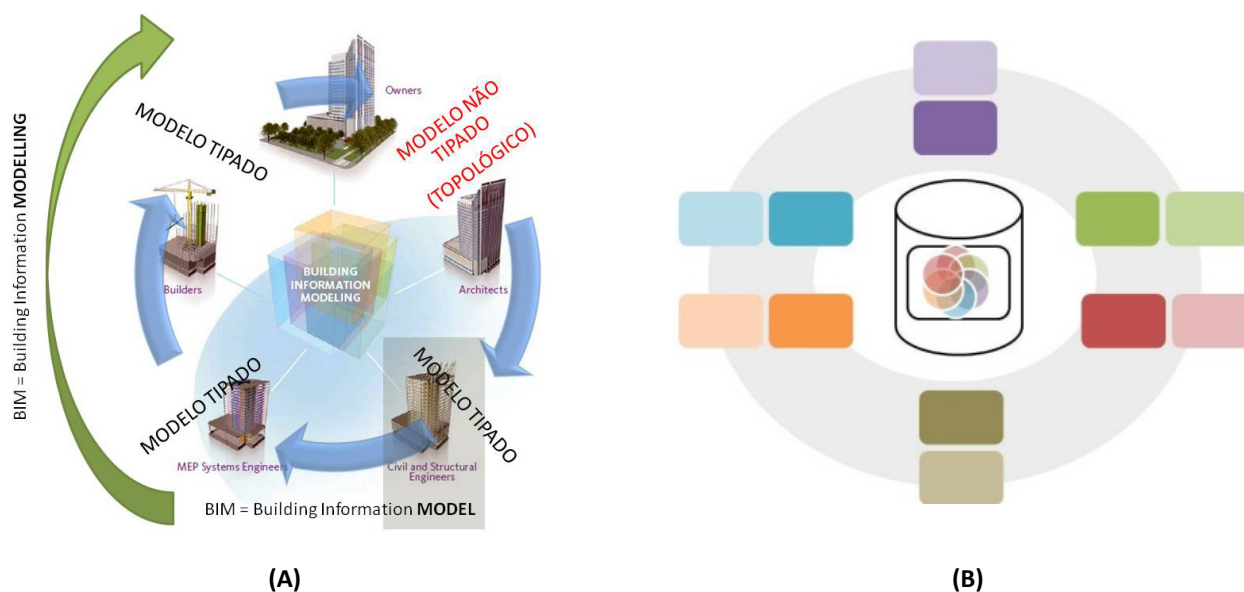 BIM = Building Information MODELLING
Owners
MODELO TIPADO
MODELO NÃO
TIPADO
(TOPOLÓGICO)
BUILDING
INFORMATION
MODELING
Builders
Architects
MODELO TIPADO
MODELO TIPADO
MEP Systems Engineers
Civil and Structural
Engineers
BIM = Building Information MODEL
(A)
(B)